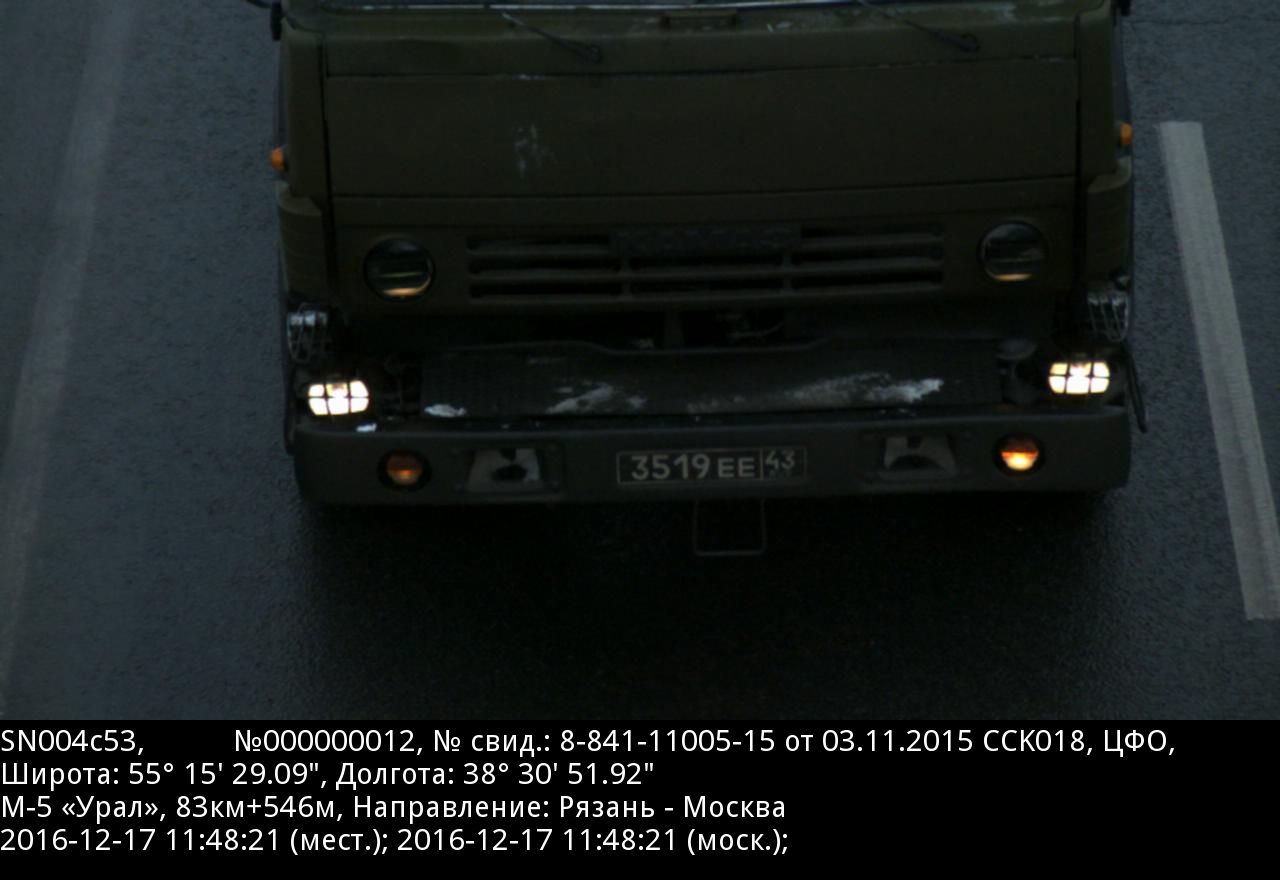 3519ЕЕ 43
SN004c53, №000000012, № свид.: 8-841-11005-15 от 03.11.2015 ССК018, ЦФО,
Широта: 55° 15' 29.09", Долгота: 38° 30' 51.92"
М-5 «Урал», 83км+546м, Направление: Рязань - Москва
2016-12-17 11:48:21 (мест.); 2016-12-17 11:48:21 (моск.);